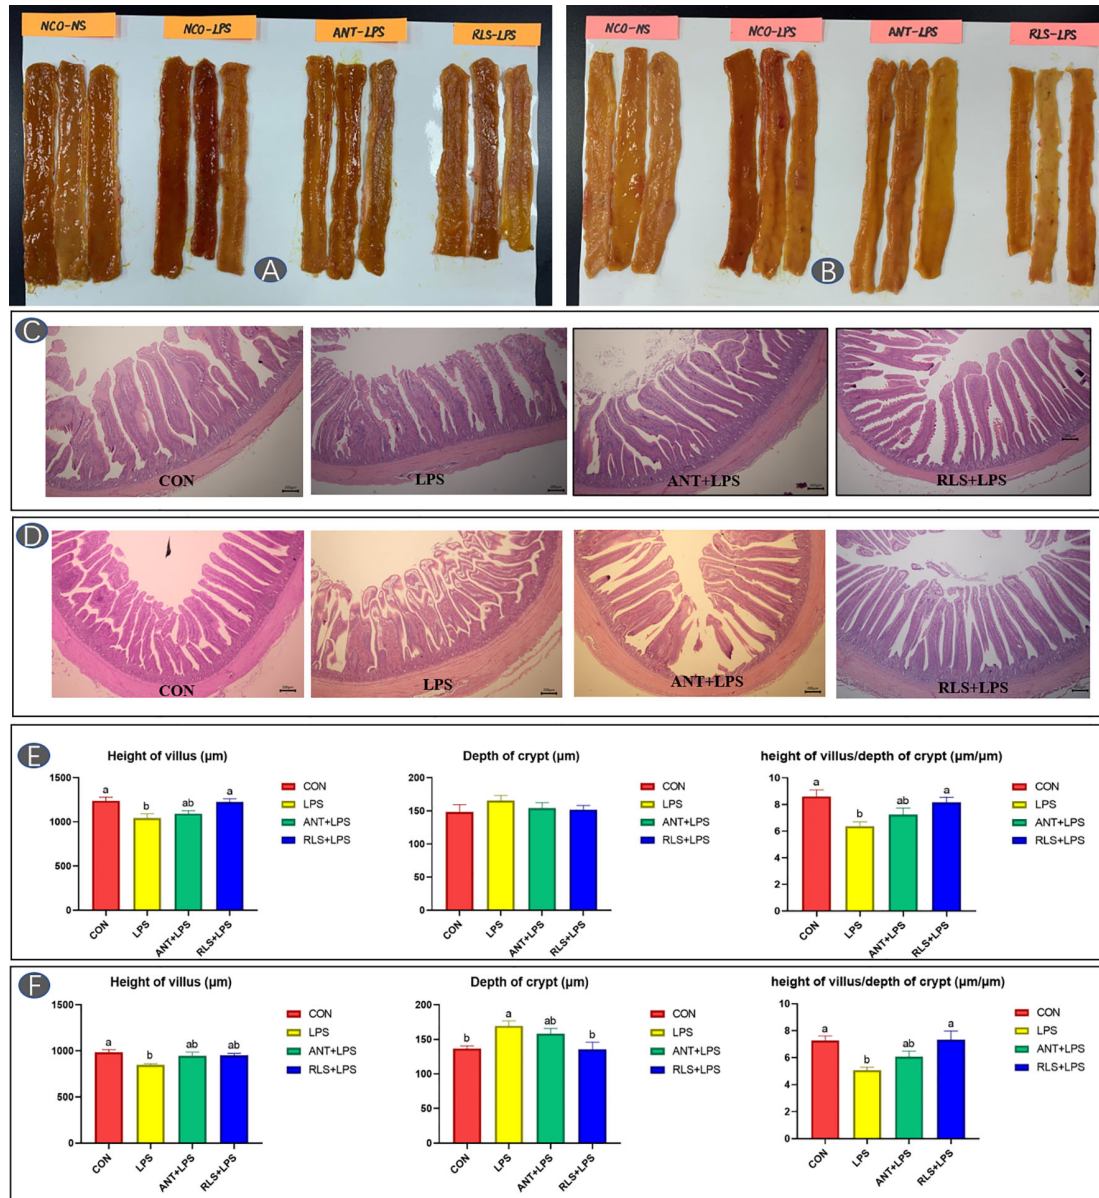 NCO-NS NCO-LPS ANT-LPS RLS-LPS
A
NCO-NS NCO-LPS ANT-LPS RLS-LPS
B
C
CON LPS ANT+LPS RLS+LPS
D
CON LPS ANT+LPS RLS+LPS
E
Height of villus (μm)
1500
1000
500
0
a b ab a
CON LPS ANT+LPS RLS+LPS
CON
LPS
ANT+LPS
RLS+LPS
Depth of crypt (μm)
200
150
100
50
0
CON LPS ANT+LPS RLS+LPS
CON
LPS
ANT+LPS
RLS+LPS
height of villus/depth of crypt (μm/μm)
10
8
6
4
2
0
a b ab a
CON LPS ANT+LPS RLS+LPS
CON
LPS
ANT+LPS
RLS+LPS
F
Height of villus (μm)
1500
1000
500
0
a b ab ab
CON LPS ANT+LPS RLS+LPS
CON
LPS
ANT+LPS
RLS+LPS
Depth of crypt (μm)
200
150
100
50
0
b a ab b
CON LPS ANT+LPS RLS+LPS
CON
LPS
ANT+LPS
RLS+LPS
height of villus/depth of crypt (μm/μm)
10
8
6
4
2
0
a b ab a
CON LPS ANT+LPS RLS+LPS
CON
LPS
ANT+LPS
RLS+LPS